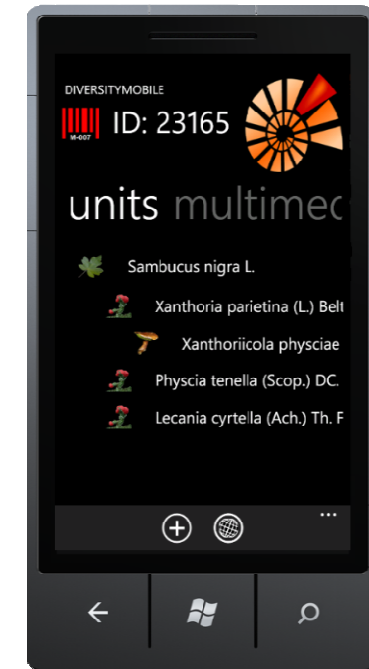 DIVERSITYMOBILE
M-007
ID: 23165
units multimec
Sambucus nigra L.
Xanthoria parietina (L.) Belt
Xanthoriicola physciae
Physcia tenella (Scop.) DC.
Lecania cyrtella (Ach.) Th. F